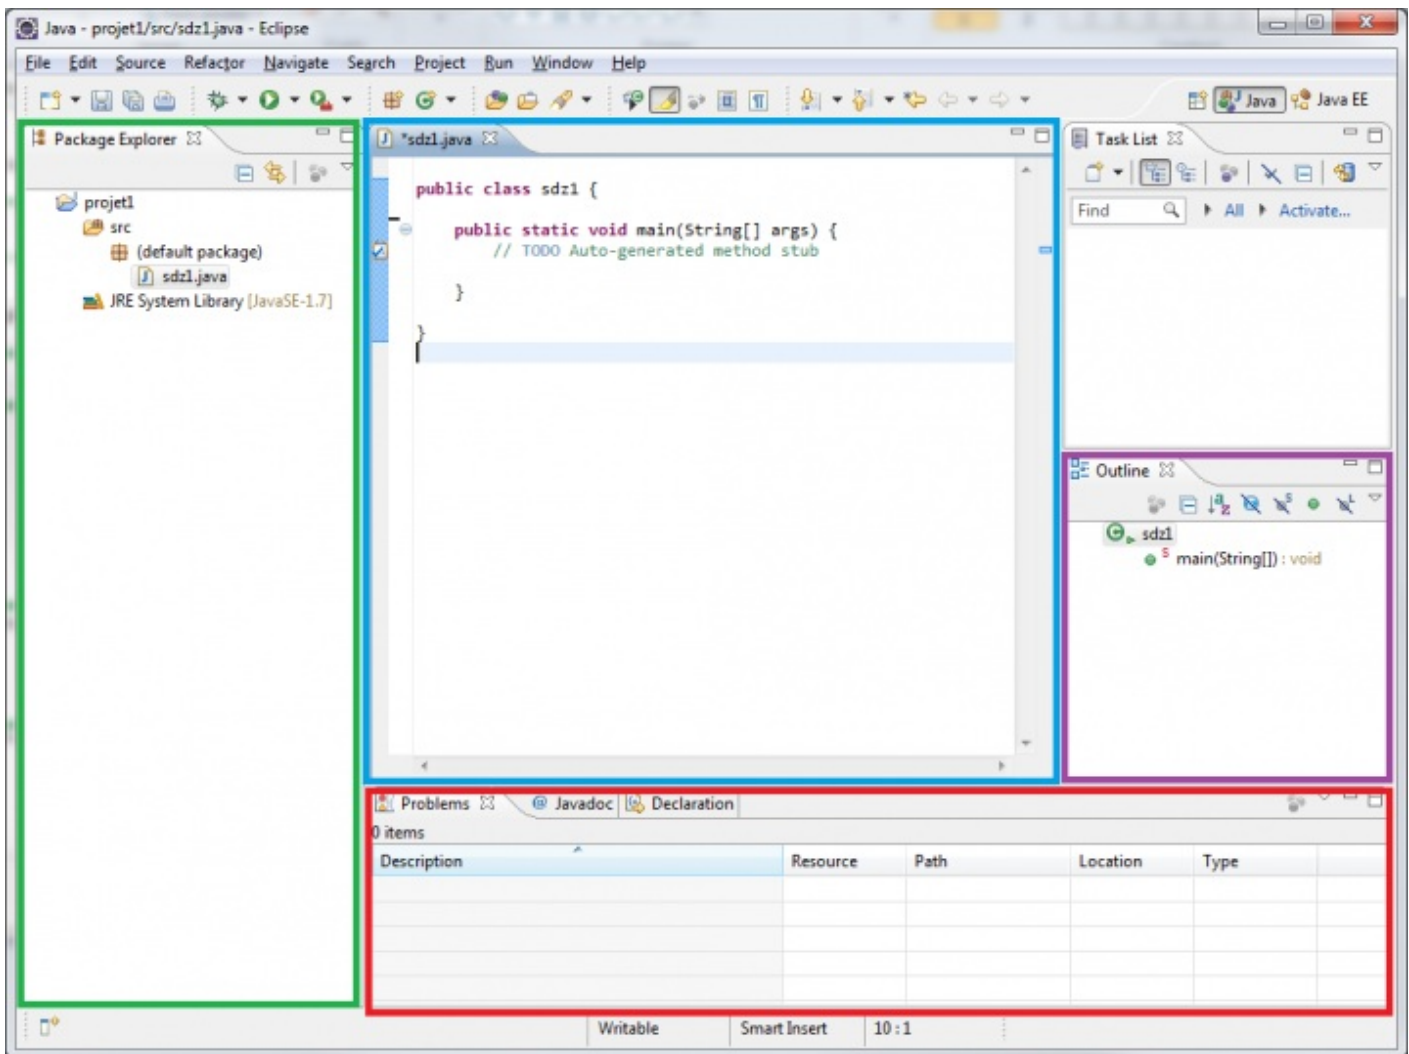 Java - projet1/src/sdz1.java - Eclipse
File Edit Source Refactor Navigate Search Project Run Window Help
Java Java EE
Package Explorer
projet1
src
(default package)
sdz1.java
JRE System Library [JavaSE-1.7]
*sdz1.java
public class sdz1 {
public static void main(String[] args) {
// TODO Auto-generated method stub
}
}
Task List
Find All Activate...
Outline
sdz1
main(String[]) : void
Problems @ Javadoc Declaration
0 items
Description Resource Path Location Type
Writable Smart Insert 10 : 1